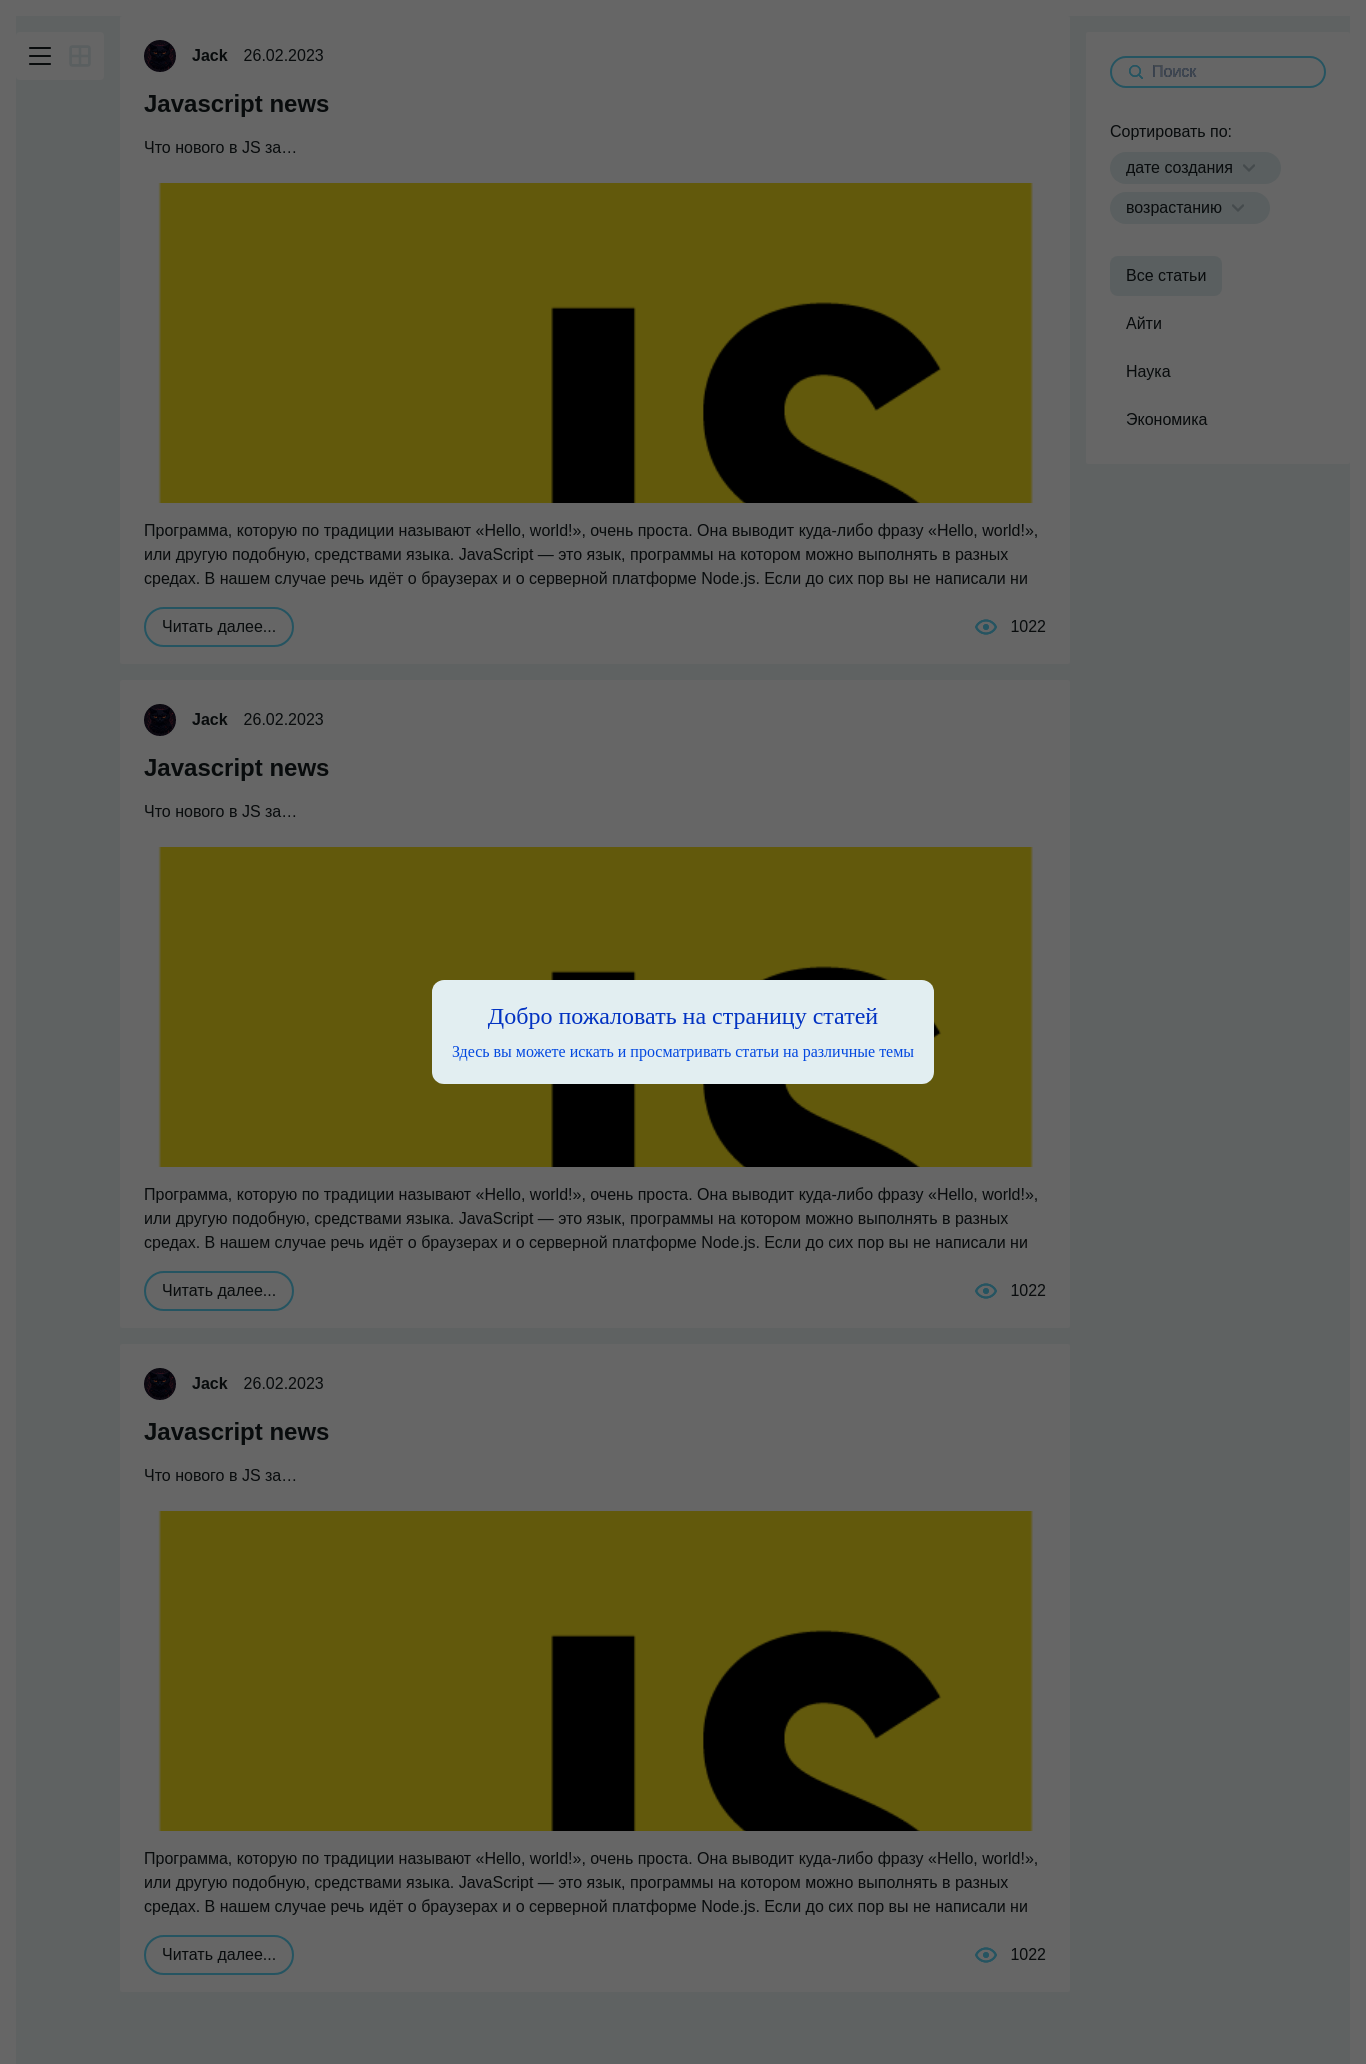 Jack 26.02.2023
Javascript news
Что нового в JS за…
JS
Программа, которую по традиции называют «Hello, world!», очень проста. Она выводит куда-либо фразу «Hello, world!»,
или другую подобную, средствами языка. JavaScript — это язык, программы на котором можно выполнять в разных
средах. В нашем случае речь идёт о браузерах и о серверной платформе Node.js. Если до сих пор вы не написали ни
Читать далее...
1022
Jack 26.02.2023
Javascript news
Что нового в JS за…
JS
Добро пожаловать на страницу статей
Здесь вы можете искать и просматривать статьи на различные темы
Программа, которую по традиции называют «Hello, world!», очень проста. Она выводит куда-либо фразу «Hello, world!»,
или другую подобную, средствами языка. JavaScript — это язык, программы на котором можно выполнять в разных
средах. В нашем случае речь идёт о браузерах и о серверной платформе Node.js. Если до сих пор вы не написали ни
Читать далее...
1022
Jack 26.02.2023
Javascript news
Что нового в JS за…
JS
Программа, которую по традиции называют «Hello, world!», очень проста. Она выводит куда-либо фразу «Hello, world!»,
или другую подобную, средствами языка. JavaScript — это язык, программы на котором можно выполнять в разных
средах. В нашем случае речь идёт о браузерах и о серверной платформе Node.js. Если до сих пор вы не написали ни
Читать далее...
1022
Поиск
Сортировать по:
дате создания
возрастанию
Все статьи
Айти
Наука
Экономика